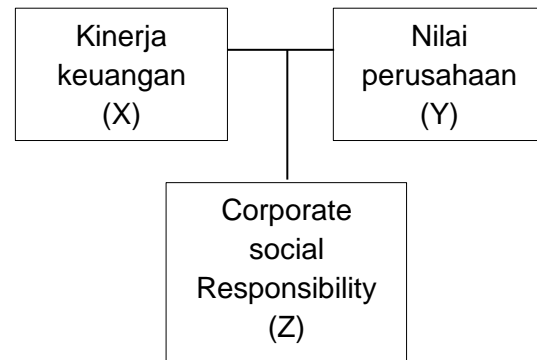 Kinerja
keuangan
(X)
Nilai
perusahaan
(Y)
Corporate
social
Responsibility
(Z)